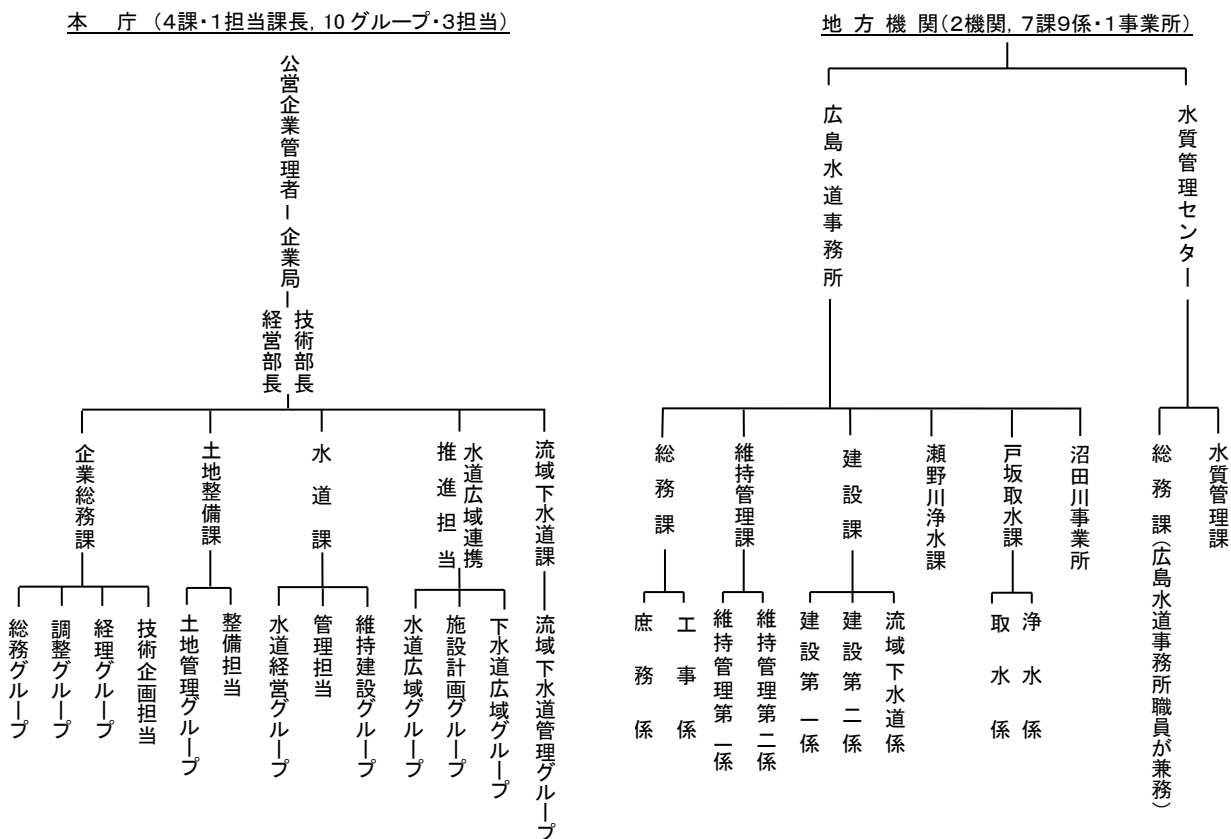 本　庁（4課・1担当課長，10グループ・3担当）
公営企業管理者
企業局
経営部長
技術部長
企業総務課
総務グループ
調整グループ
経理グループ
技術企画担当
土地整備課
土地管理グループ
整備担当
水道課
水道経営グループ
管理担当
維持建設グループ
水道広域連携
推進担当
水道広域グループ
施設計画グループ
下水道広域グループ
流域下水道課
流域下水道管理グループ
地方機関（2機関，7課9係・1事業所）
広島水道事務所
総務課
庶務係
工事係
維持管理課
維持管理第一係
維持管理第二係
建設課
建設第一係
建設第二係
流域下水道係
瀬野川浄水課
戸坂取水課
取水係
浄水係
沼田川事業所
水質管理センター
総務課（広島水道事務所職員が兼務）
水質管理課